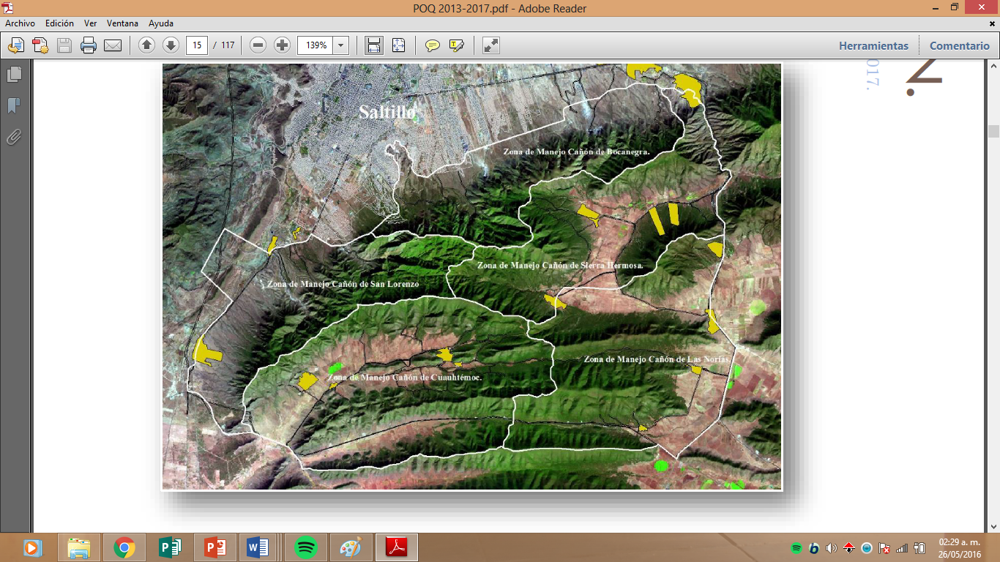 POQ 2013-2017.pdf - Adobe Reader
Archivo Edición Ver Ventana Ayuda
15 / 117
139%
Herramientas Comentario
017.
2.
Saltillo
Zona de Manejo Cañón de Bocanegra.
Zona de Manejo Cañón de Sierra Hermosa.
Zona de Manejo Cañón de San Lorenzo
Zona de Manejo Cañón de Las Norias.
Zona de Manejo Cañón de Cuauhtémoc.
02:29 a. m.
26/05/2016